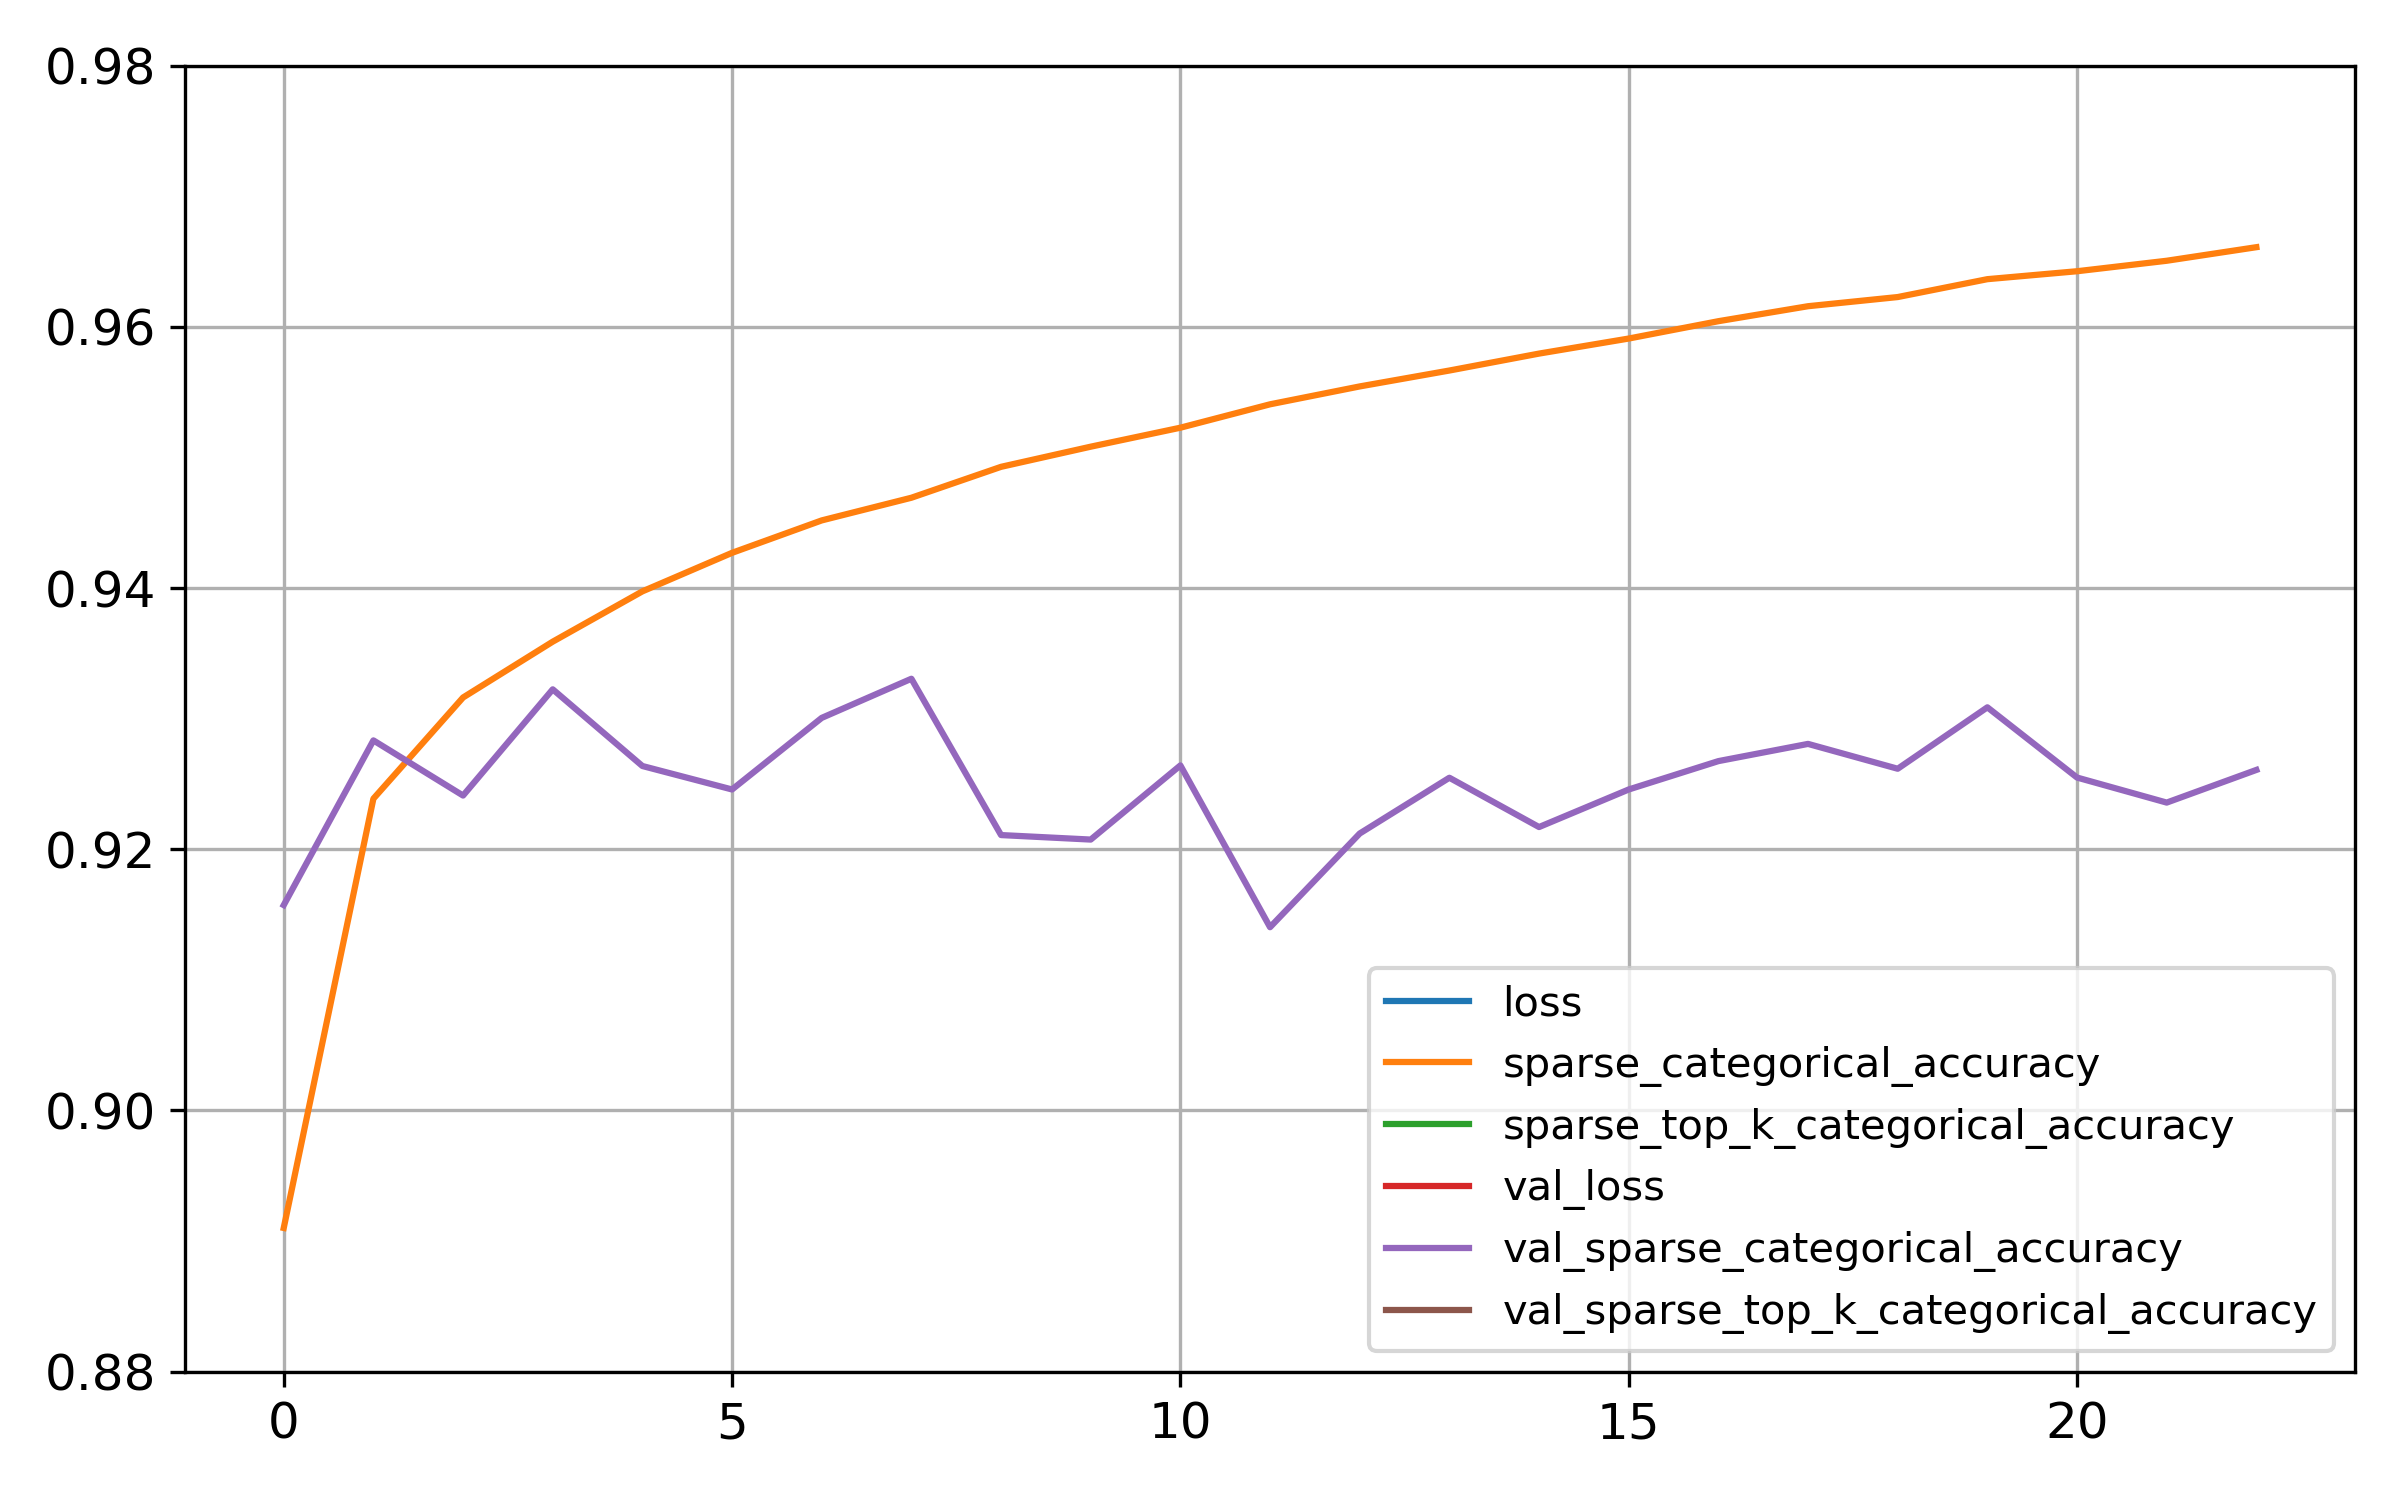 0.98
0.96
0.94
0.92
0.90
0.88
0 5 10 15 20
loss
sparse_categorical_accuracy
sparse_top_k_categorical_accuracy
val_loss
val_sparse_categorical_accuracy
val_sparse_top_k_categorical_accuracy